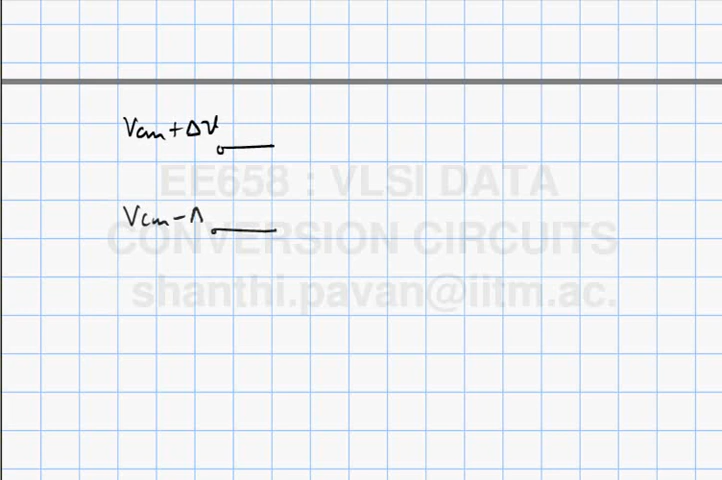 Vcm + Δv
Vcm - Λ
EE658 : VLSI DATA
CONVERSION CIRCUITS
shanthi.pavan@iitm.ac.